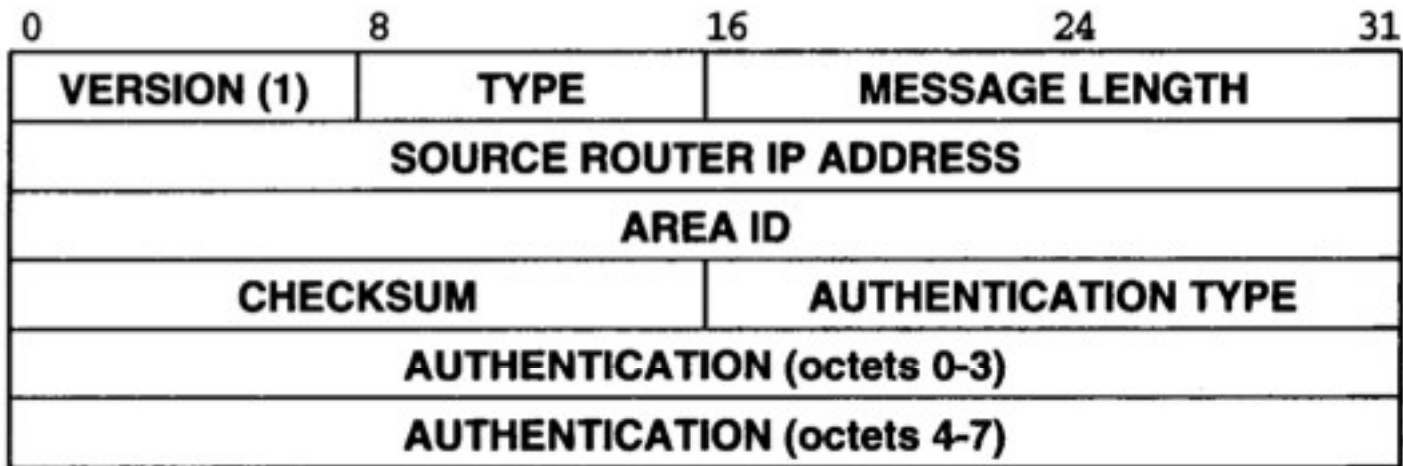 0 8 16 24 31
VERSION (1) TYPE MESSAGE LENGTH
SOURCE ROUTER IP ADDRESS
AREA ID
CHECKSUM AUTHENTICATION TYPE
AUTHENTICATION (octets 0-3)
AUTHENTICATION (octets 4-7)